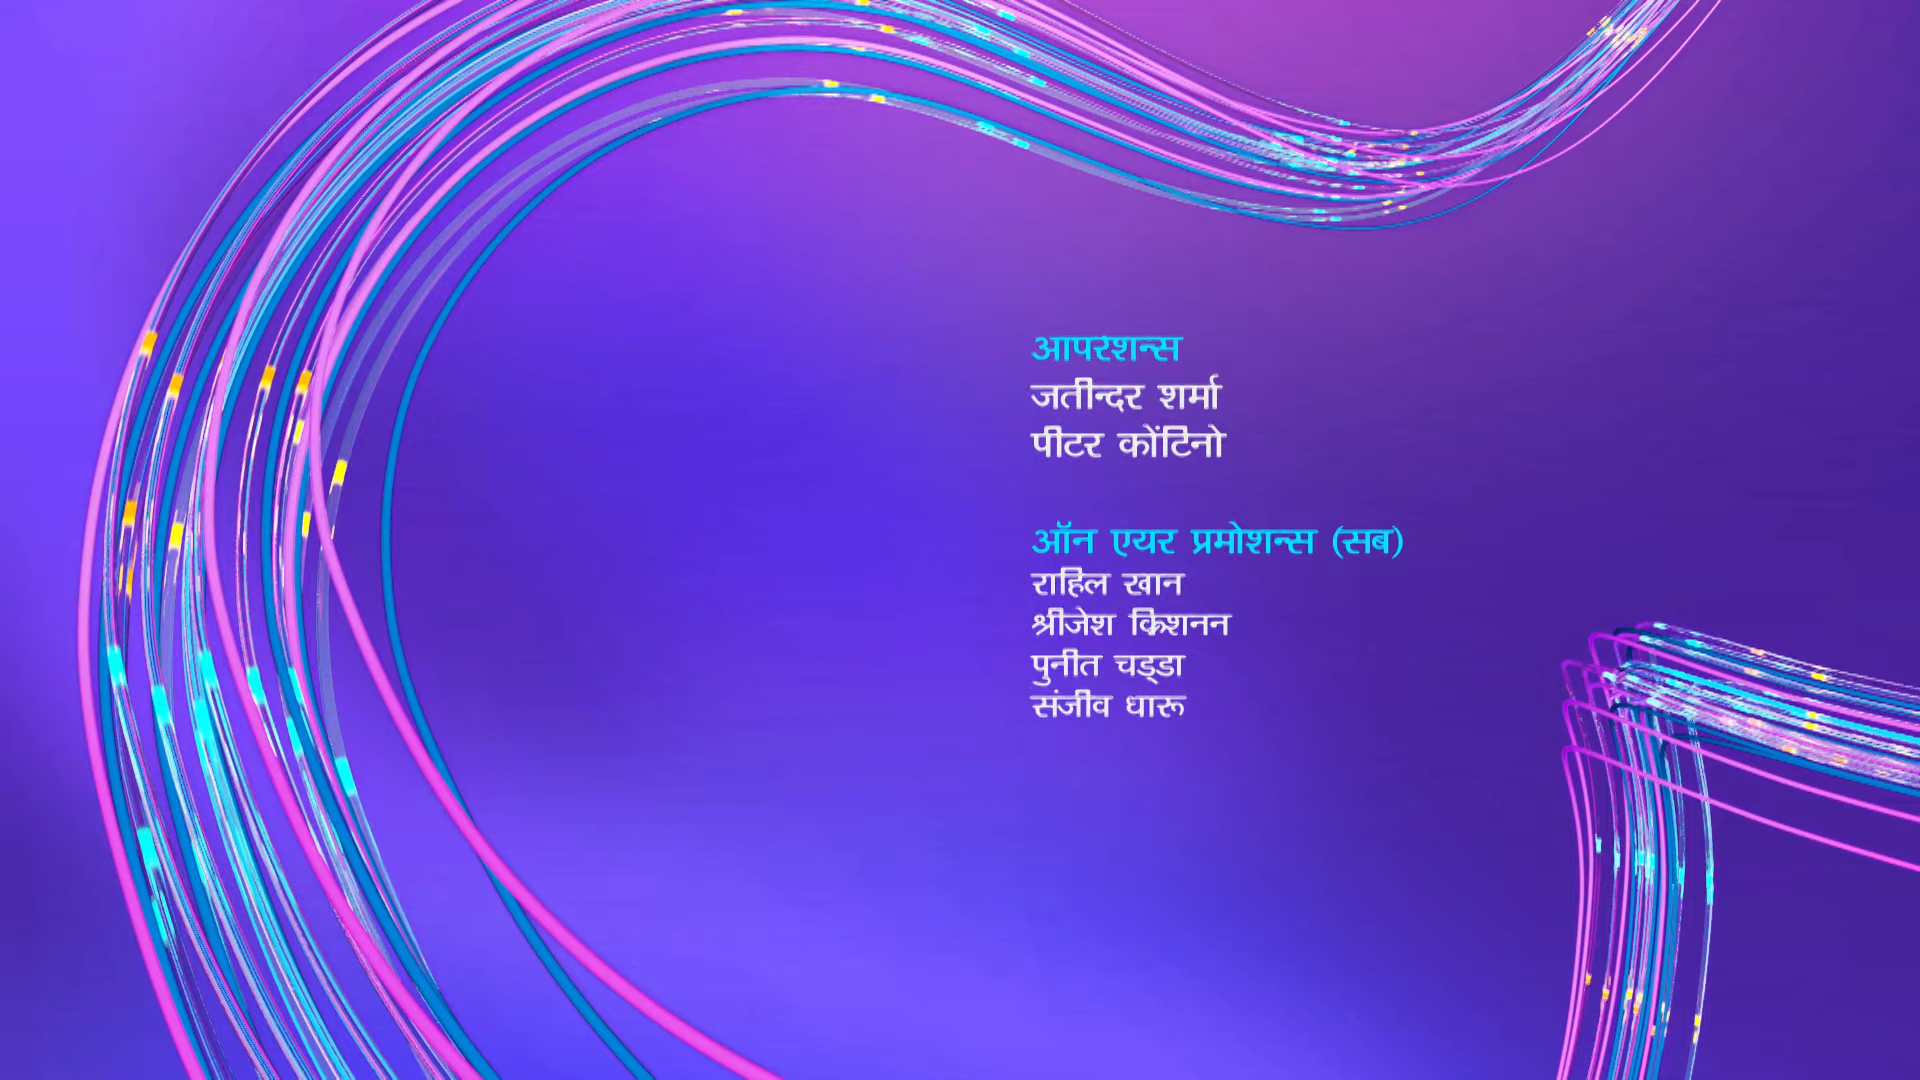 आपरेशन्स
जतीन्दर शर्मा
पीटर कोंटिनो
ऑन एयर प्रमोशन्स (सब)
राहिल खान
श्रीजेश क्रिशनन
पुनीत चड्डा
संजीव धारू